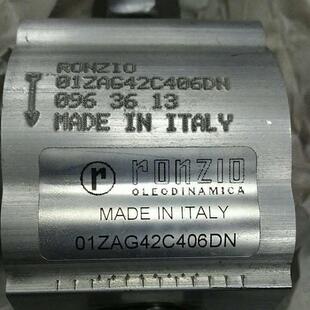 RONZIO
01ZAG42C406DN
096 36 13
MADE IN ITALY
r ronzio
OLEODINAMICA
MADE IN ITALY
01ZAG42C406DN